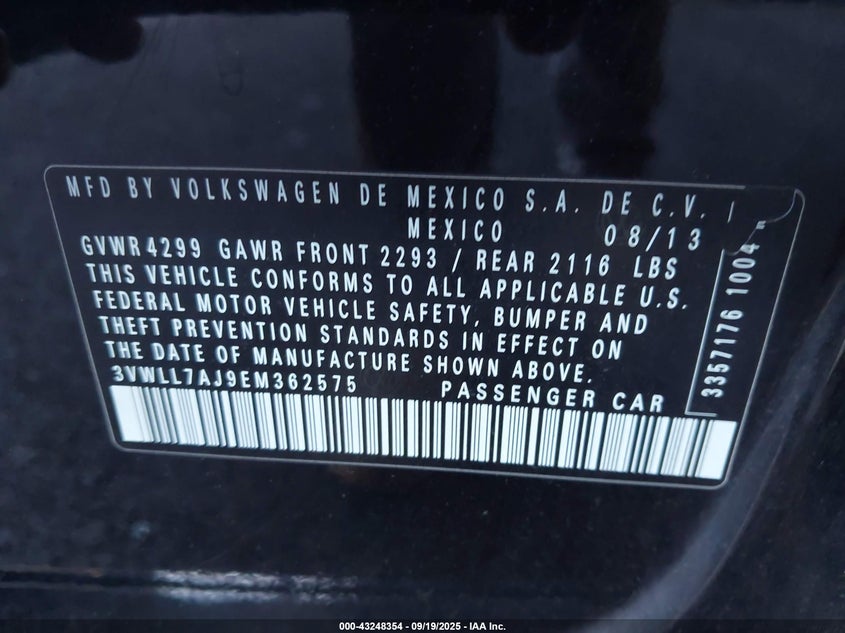 MFD BY VOLKSWAGEN DE MEXICO S.A. DE C.V.
MEXICO 08/13
GVWR 4299 GAWR FRONT 2293 / REAR 2116 LBS
THIS VEHICLE CONFORMS TO ALL APPLICABLE U.S.
FEDERAL MOTOR VEHICLE SAFETY, BUMPER AND
THEFT PREVENTION STANDARDS IN EFFECT ON
THE DATE OF MANUFACTURE SHOWN ABOVE.
3VWLL7AJ9EM362575 PASSENGER CAR
3357176 1004
000-43248354 - 09/19/2025 - IAA Inc.